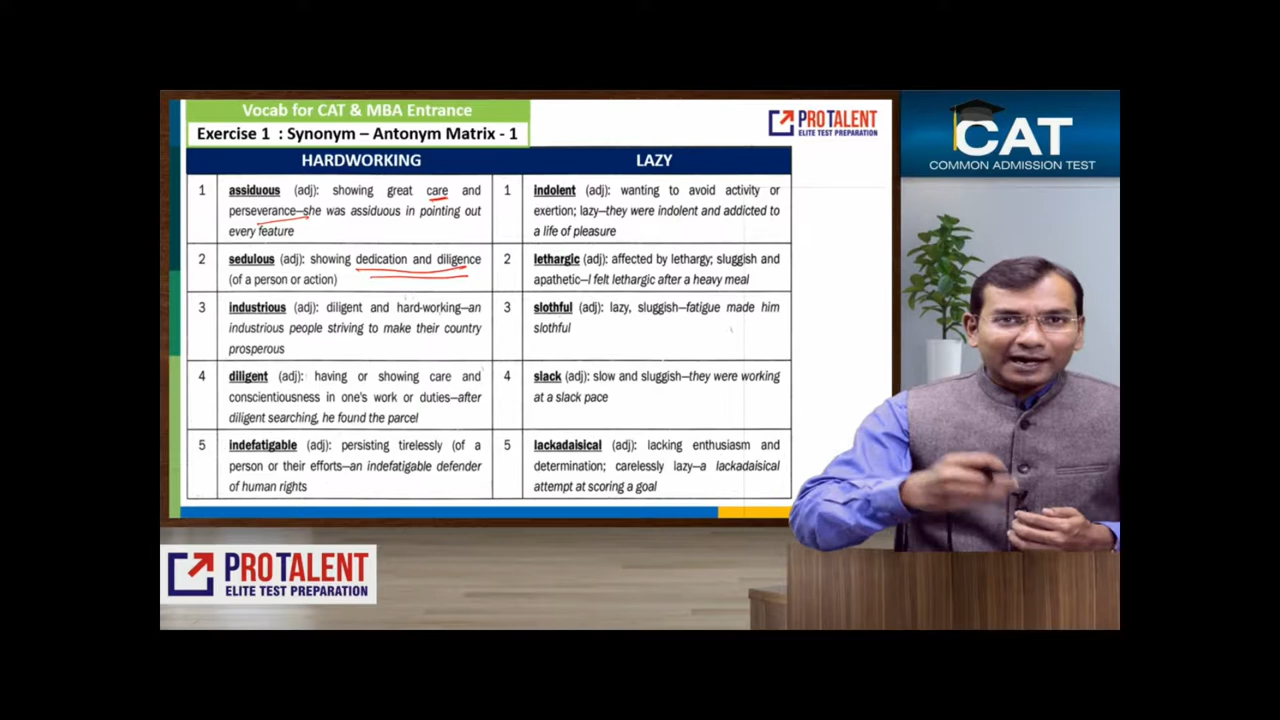 Vocab for CAT & MBA Entrance
Exercise 1 : Synonym – Antonym Matrix - 1
PROTALENT
ELITE TEST PREPARATION
CAT
COMMON ADMISSION TEST
HARDWORKING
LAZY
1
assiduous (adj): showing great care and
perseverance—she was assiduous in pointing out
every feature
1
indolent (adj): wanting to avoid activity or
exertion; lazy—they were indolent and addicted to
a life of pleasure
2
sedulous (adj): showing dedication and diligence
(of a person or action)
2
lethargic (adj): affected by lethargy; sluggish and
apathetic—I felt lethargic after a heavy meal
3
industrious (adj): diligent and hard-working—an
industrious people striving to make their country
prosperous
3
slothful (adj): lazy, sluggish—fatigue made him
slothful
4
diligent (adj): having or showing care and
conscientiousness in one's work or duties—after
diligent searching, he found the parcel
4
slack (adj): slow and sluggish—they were working
at a slack pace
5
indefatigable (adj): persisting tirelessly (of a
person or their efforts—an indefatigable defender
of human rights
5
lackadaisical (adj): lacking enthusiasm and
determination; carelessly lazy—a lackadaisical
attempt at scoring a goal
PROTALENT
ELITE TEST PREPARATION